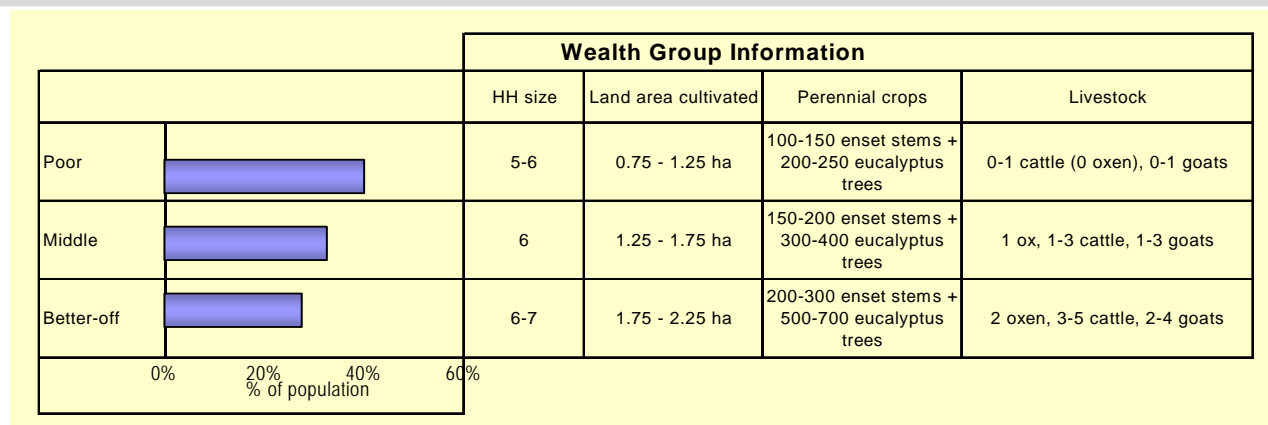 Wealth Group Information
HH size Land area cultivated Perennial crops Livestock
Poor 5-6 0.75 - 1.25 ha 100-150 enset stems + 200-250 eucalyptus trees 0-1 cattle (0 oxen), 0-1 goats
Middle 6 1.25 - 1.75 ha 150-200 enset stems + 300-400 eucalyptus trees 1 ox, 1-3 cattle, 1-3 goats
Better-off 6-7 1.75 - 2.25 ha 200-300 enset stems + 500-700 eucalyptus trees 2 oxen, 3-5 cattle, 2-4 goats
0% 20% 40% 60%
% of population